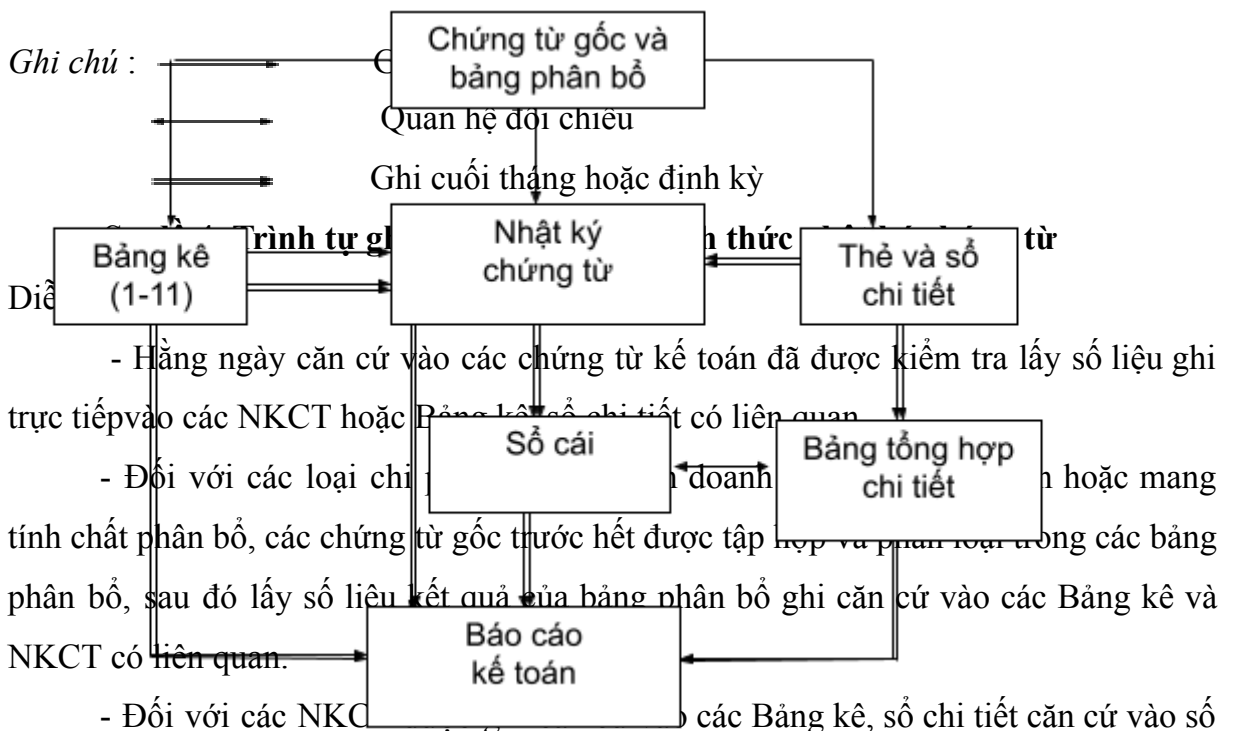 Chứng từ gốc và
bảng phân bổ
Ghi chú :
Quan hệ đối chiếu
Ghi cuối tháng hoặc định kỳ
Trình tự thức từ
Bảng kê
(1-11)
Nhật ký
chứng từ
Thẻ và sổ
chi tiết
- Hằng ngày căn cứ vào các chứng từ kế toán đã được kiểm tra lấy số liệu ghi
trực tiếpvào các NKCT hoặc Bảng kê, sổ chi tiết có liên quan
Sổ cái
Bảng tổng hợp
chi tiết
- Đối với các loại chi doanh hoặc mang
tính chất phân bổ, các chứng từ gốc trước hết được tập hợp và phân loại trong các bảng
phân bổ, sau đó lấy số liệu kết quả của bảng phân bổ ghi căn cứ vào các Bảng kê và
NKCT có liên quan.
Báo cáo
kế toán
- Đối với các các Bảng kê, sổ chi tiết căn cứ vào số